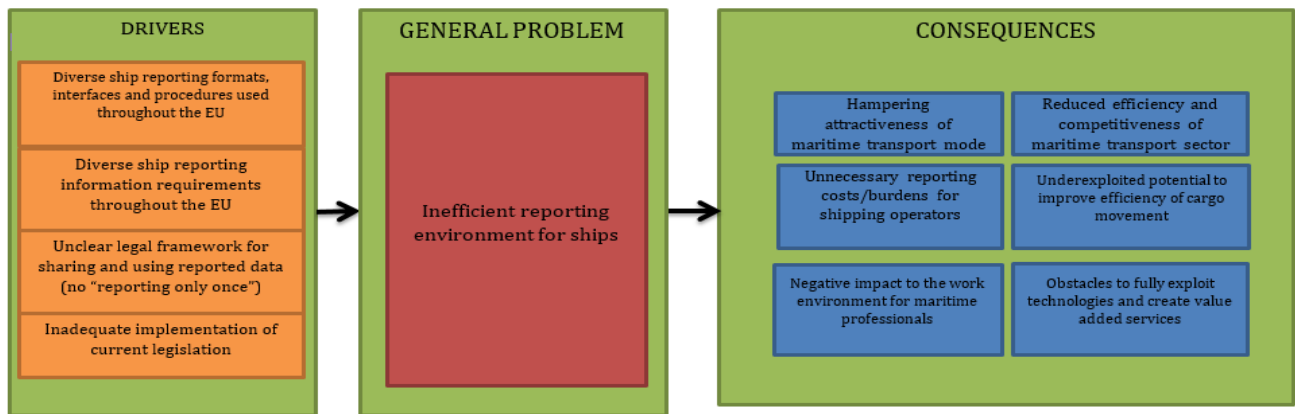 DRIVERS
Diverse ship reporting formats,
interfaces and procedures used
throughout the EU
Diverse ship reporting
information requirements
throughout the EU
Unclear legal framework for
sharing and using reported data
(no “reporting only once”)
Inadequate implementation of
current legislation
GENERAL PROBLEM
Inefficient reporting
environment for ships
CONSEQUENCES
Hampering
attractiveness of
maritime transport mode
Reduced efficiency and
competitiveness of
maritime transport sector
Unnecessary reporting
costs/burdens for
shipping operators
Underexploited potential to
improve efficiency of cargo
movement
Negative impact to the work
environment for maritime
professionals
Obstacles to fully exploit
technologies and create value
added services